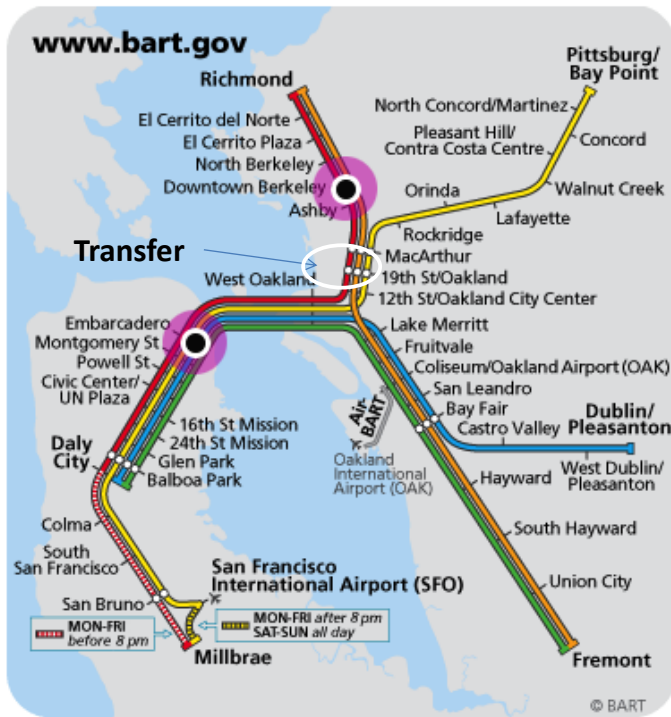 www.bart.gov
Richmond
Pittsburg/
Bay Point
El Cerrito del Norte
El Cerrito Plaza
North Berkeley
Downtown Berkeley
Ashby
North Concord/Martinez
Pleasant Hill/
Contra Costa Centre
Concord
Walnut Creek
Lafayette
Orinda
Rockridge
Transfer
MacArthur
19th St/Oakland
12th St/Oakland City Center
West Oakland
Embarcadero
Montgomery St
Powell St
Civic Center/
UN Plaza
16th St Mission
24th St Mission
Glen Park
Balboa Park
Daly
City
Lake Merritt
Fruitvale
Coliseum/Oakland Airport (OAK)
San Leandro
Bay Fair
Castro Valley
Dublin/
Pleasanton
West Dublin/
Pleasanton
Air-
BART
Oakland
International
Airport (OAK)
Hayward
South Hayward
Union City
Fremont
Colma
South
San Francisco
San Bruno
San Francisco
International Airport (SFO)
MON-FRI
before 8 pm
MON-FRI after 8 pm
SAT-SUN all day
Millbrae
© BART